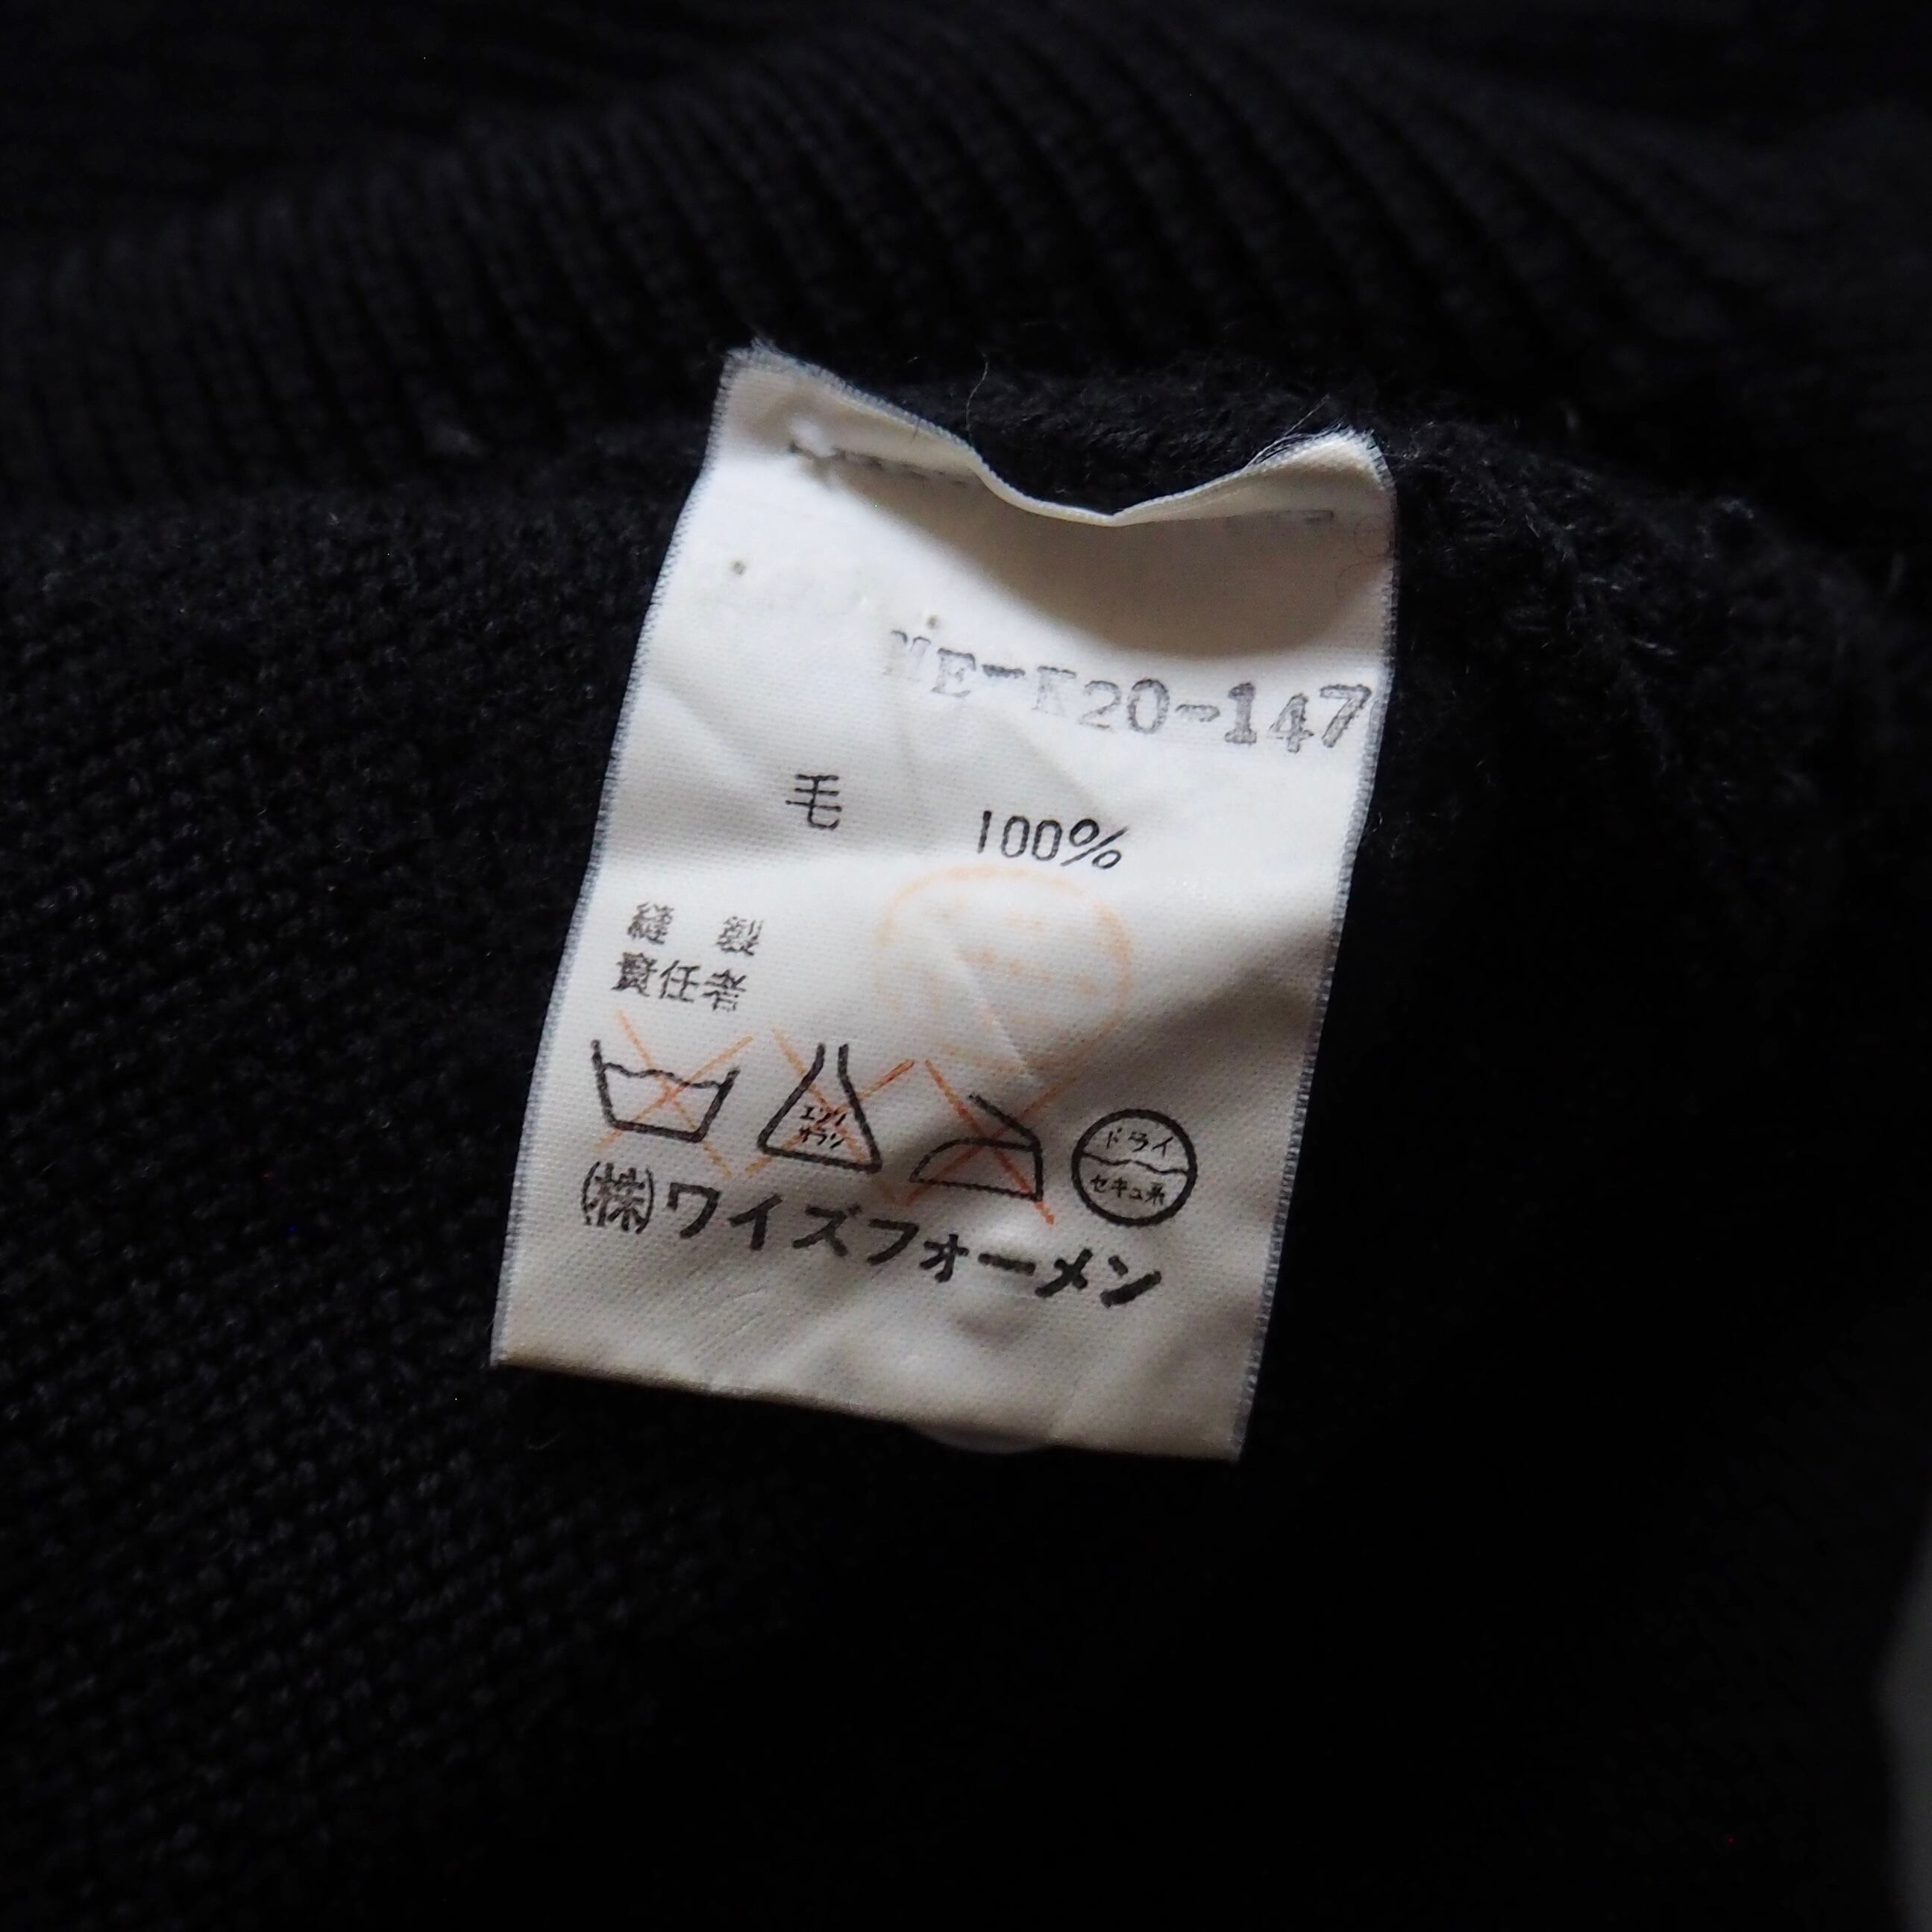 ME-K20-147
毛 100%
縫製
責任者
エンソ
サラシ
ドライ
セキユ系
㈱ワイズフォーメン